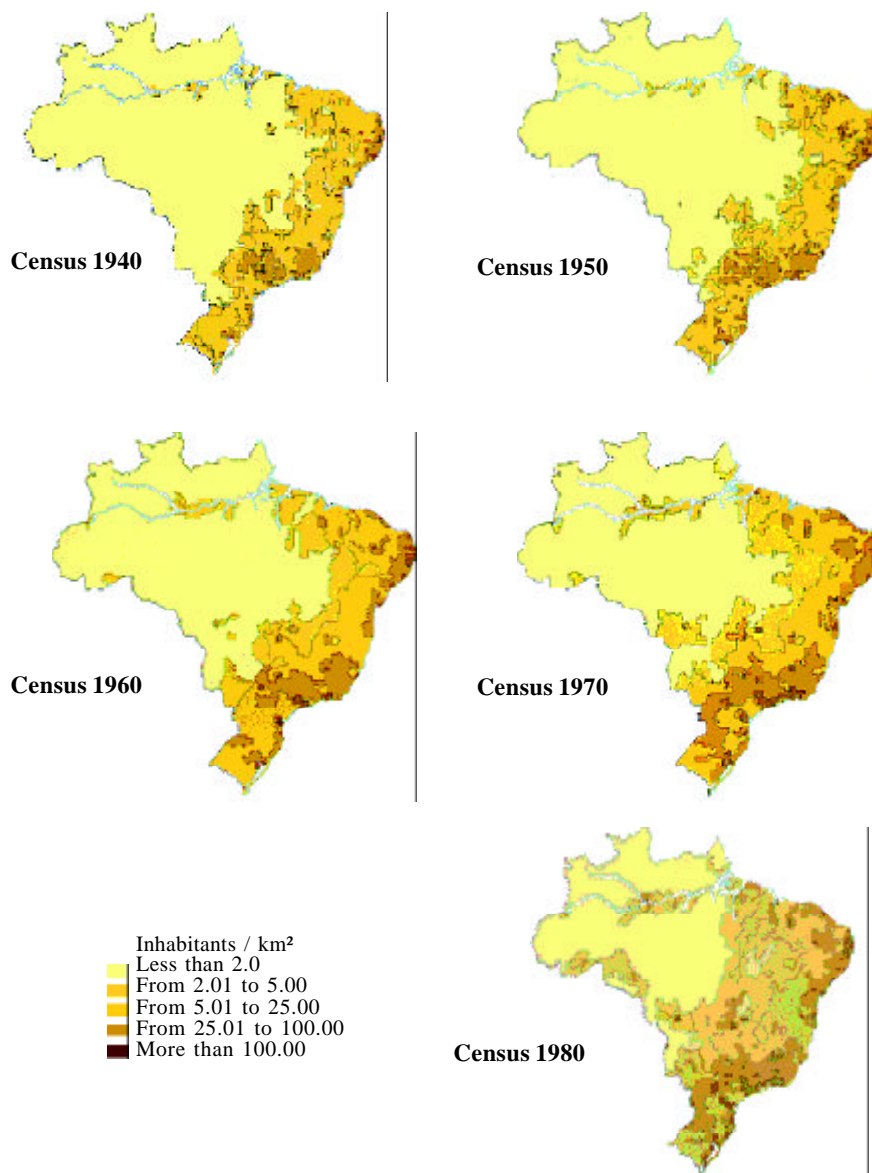 Census 1940
Census 1950
Census 1960
Census 1970
Inhabitants / km²
Less than 2.0
From 2.01 to 5.00
From 5.01 to 25.00
From 25.01 to 100.00
More than 100.00
Census 1980